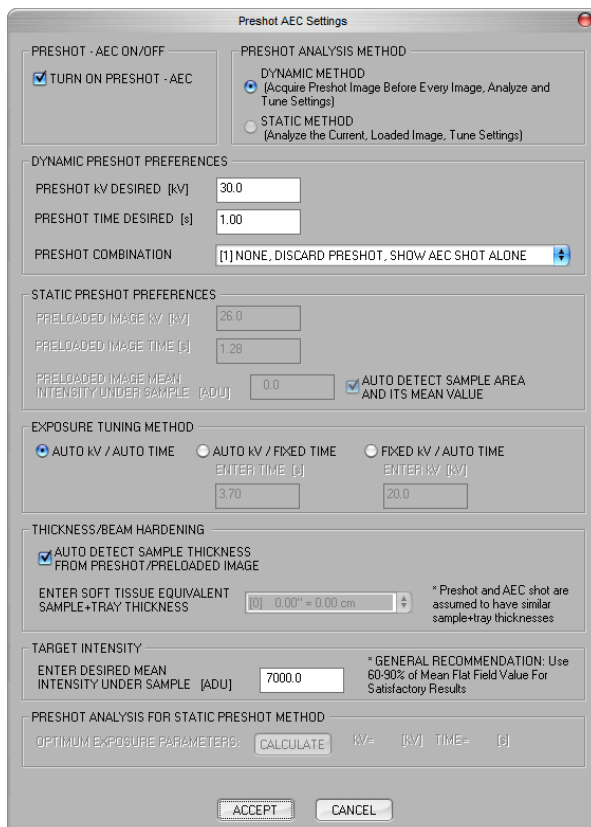 Preshot AEC Settings
PRESHOT - AEC ON/OFF
TURN ON PRESHOT - AEC
PRESHOT ANALYSIS METHOD
DYNAMIC METHOD
(Acquire Preshot Image Before Every Image, Analyze and
Tune Settings)
STATIC METHOD
(Analyze the Current, Loaded Image, Tune Settings)
DYNAMIC PRESHOT PREFERENCES
PRESHOT kV DESIRED [kV] 30.0
PRESHOT TIME DESIRED [s] 1.00
PRESHOT COMBINATION [1] NONE, DISCARD PRESHOT, SHOW AEC SHOT ALONE
STATIC PRESHOT PREFERENCES
PRELOADED IMAGE kV [kV] 26.0
PRELOADED IMAGE TIME [s] 1.28
PRELOADED IMAGE MEAN
INTENSITY UNDER SAMPLE [ADU] 0.0
AUTO DETECT SAMPLE AREA
AND ITS MEAN VALUE
EXPOSURE TUNING METHOD
AUTO kV / AUTO TIME AUTO kV / FIXED TIME FIXED kV / AUTO TIME
ENTER TIME [s] ENTER kV [kV]
3.70 20.0
THICKNESS/BEAM HARDENING
AUTO DETECT SAMPLE THICKNESS
FROM PRESHOT/PRELOADED IMAGE
ENTER SOFT TISSUE EQUIVALENT
SAMPLE+TRAY THICKNESS
[0] 0.00" = 0.00 cm
* Preshot and AEC shot are
assumed to have similar
sample+tray thicknesses
TARGET INTENSITY
ENTER DESIRED MEAN
INTENSITY UNDER SAMPLE [ADU]
7000.0
* GENERAL RECOMMENDATION: Use
60-90% of Mean Flat Field Value For
Satisfactory Results
PRESHOT ANALYSIS FOR STATIC PRESHOT METHOD
OPTIMUM EXPOSURE PARAMETERS: CALCULATE kV= [kV] TIME= [s]
ACCEPT CANCEL